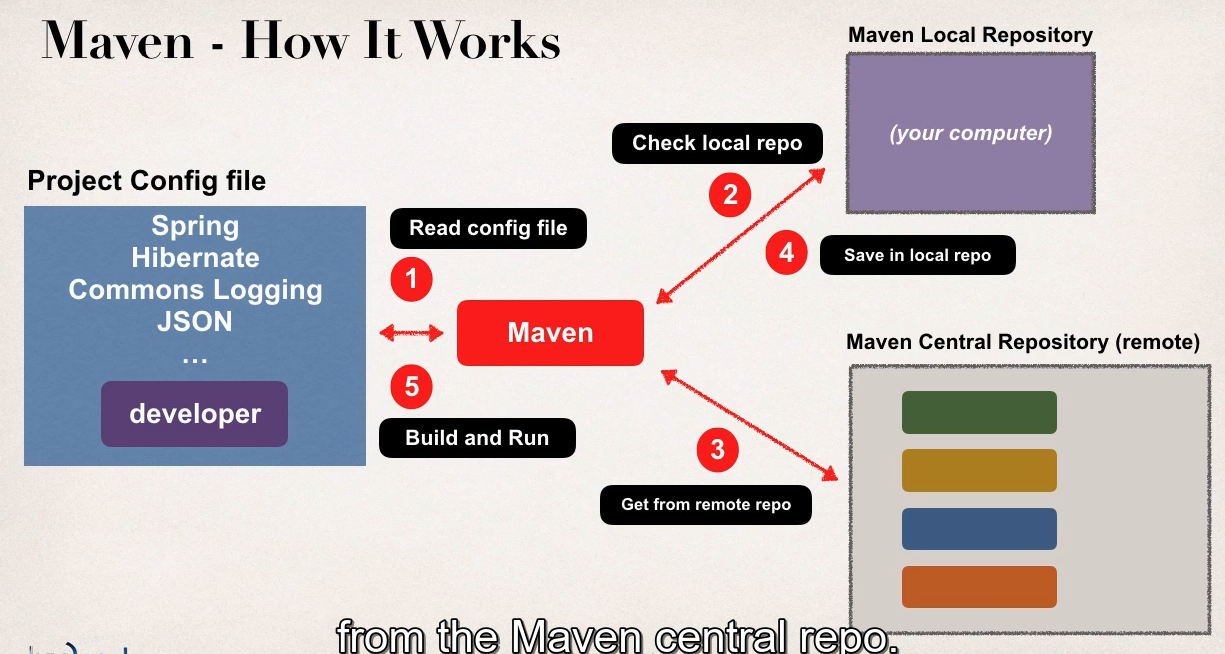 Maven - How It Works
Maven Local Repository
(your computer)
Check local repo
2
Project Config file
Spring
Hibernate
Commons Logging
JSON
...
developer
Read config file
1
4
Save in local repo
Maven
Maven Central Repository (remote)
5
Build and Run
3
Get from remote repo
from the Maven central repo.